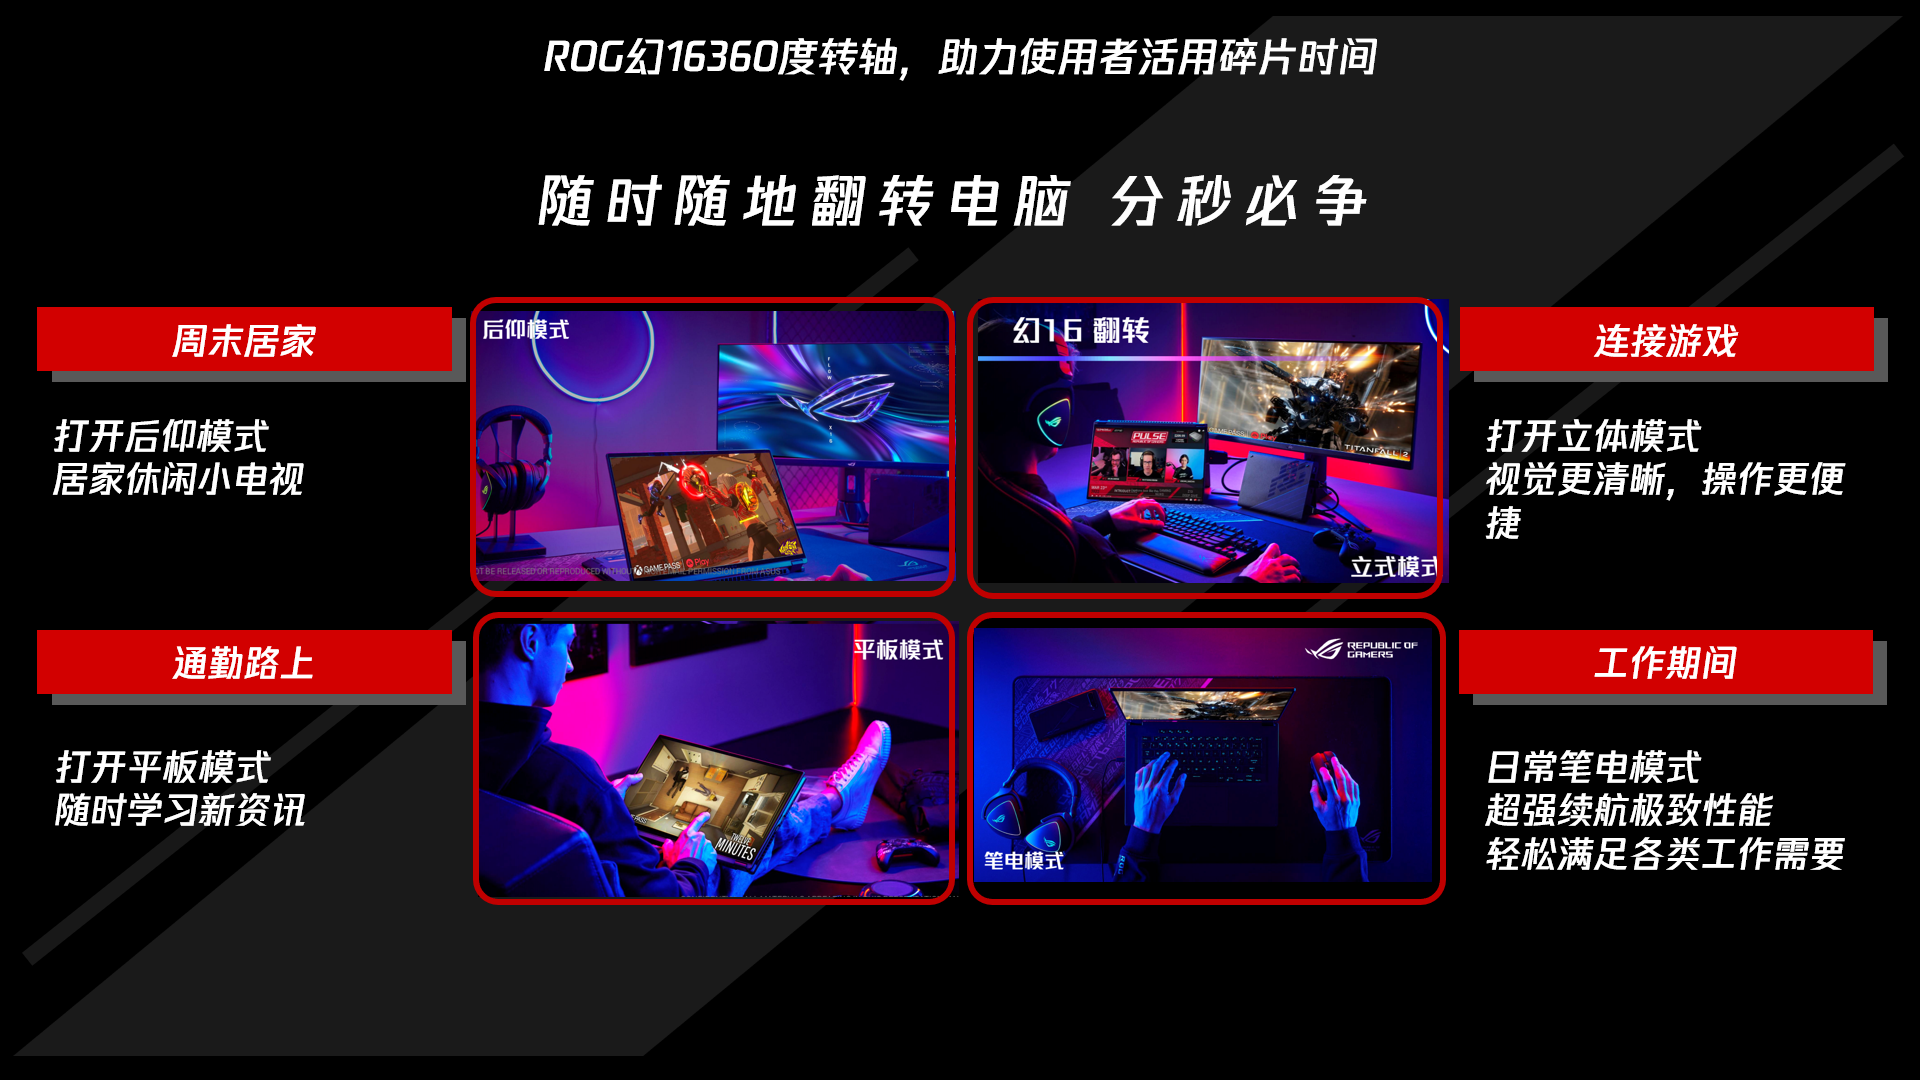 ROG幻16360度转轴，助力使用者活用碎片时间
随时随地翻转电脑 分秒必争
周末居家
打开后仰模式
居家休闲小电视
后仰模式
FLOW
X16
GAME PASS
NOT BE RELEASED OR REPRODUCED WITHOUT
PERMISSION FROM ASUS
幻16 翻转
PULSE
TITANFALL 2
立式模式
连接游戏
打开立体模式
视觉更清晰，操作更便
捷
通勤路上
打开平板模式
随时学习新资讯
平板模式
TWELVE
MINUTES
REPUBLIC OF
GAMERS
笔电模式
工作期间
日常笔电模式
超强续航极致性能
轻松满足各类工作需要